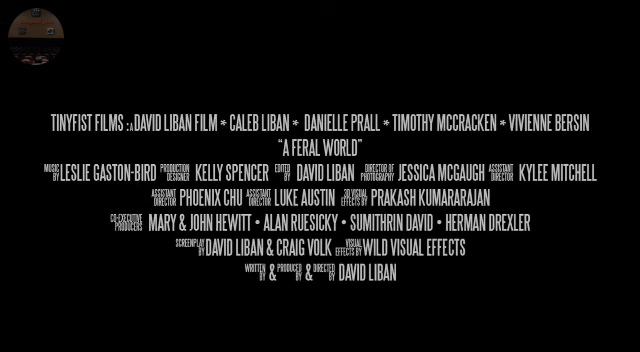 TINYFIST FILMS : A DAVID LIBAN FILM * CALEB LIBAN * DANIELLE PRALL * TIMOTHY MCCRACKEN * VIVIENNE BERSIN
"A FERAL WORLD"
MUSIC BY LESLIE GASTON-BIRD PRODUCTION DESIGNER KELLY SPENCER EDITED BY DAVID LIBAN DIRECTOR OF PHOTOGRAPHY JESSICA MCGAUGH ASSISTANT DIRECTOR KYLEE MITCHELL
ASSISTANT DIRECTOR PHOENIX CHU ASSISTANT DIRECTOR LUKE AUSTIN 3D VISUAL EFFECTS BY PRAKASH KUMARARAJAN
CO-EXECUTIVE PRODUCERS MARY & JOHN HEWITT • ALAN RUESICKY • SUMITHRIN DAVID • HERMAN DREXLER
SCREENPLAY BY DAVID LIBAN & CRAIG VOLK VISUAL EFFECTS BY WILD VISUAL EFFECTS
WRITTEN BY & PRODUCED BY & DIRECTED BY DAVID LIBAN